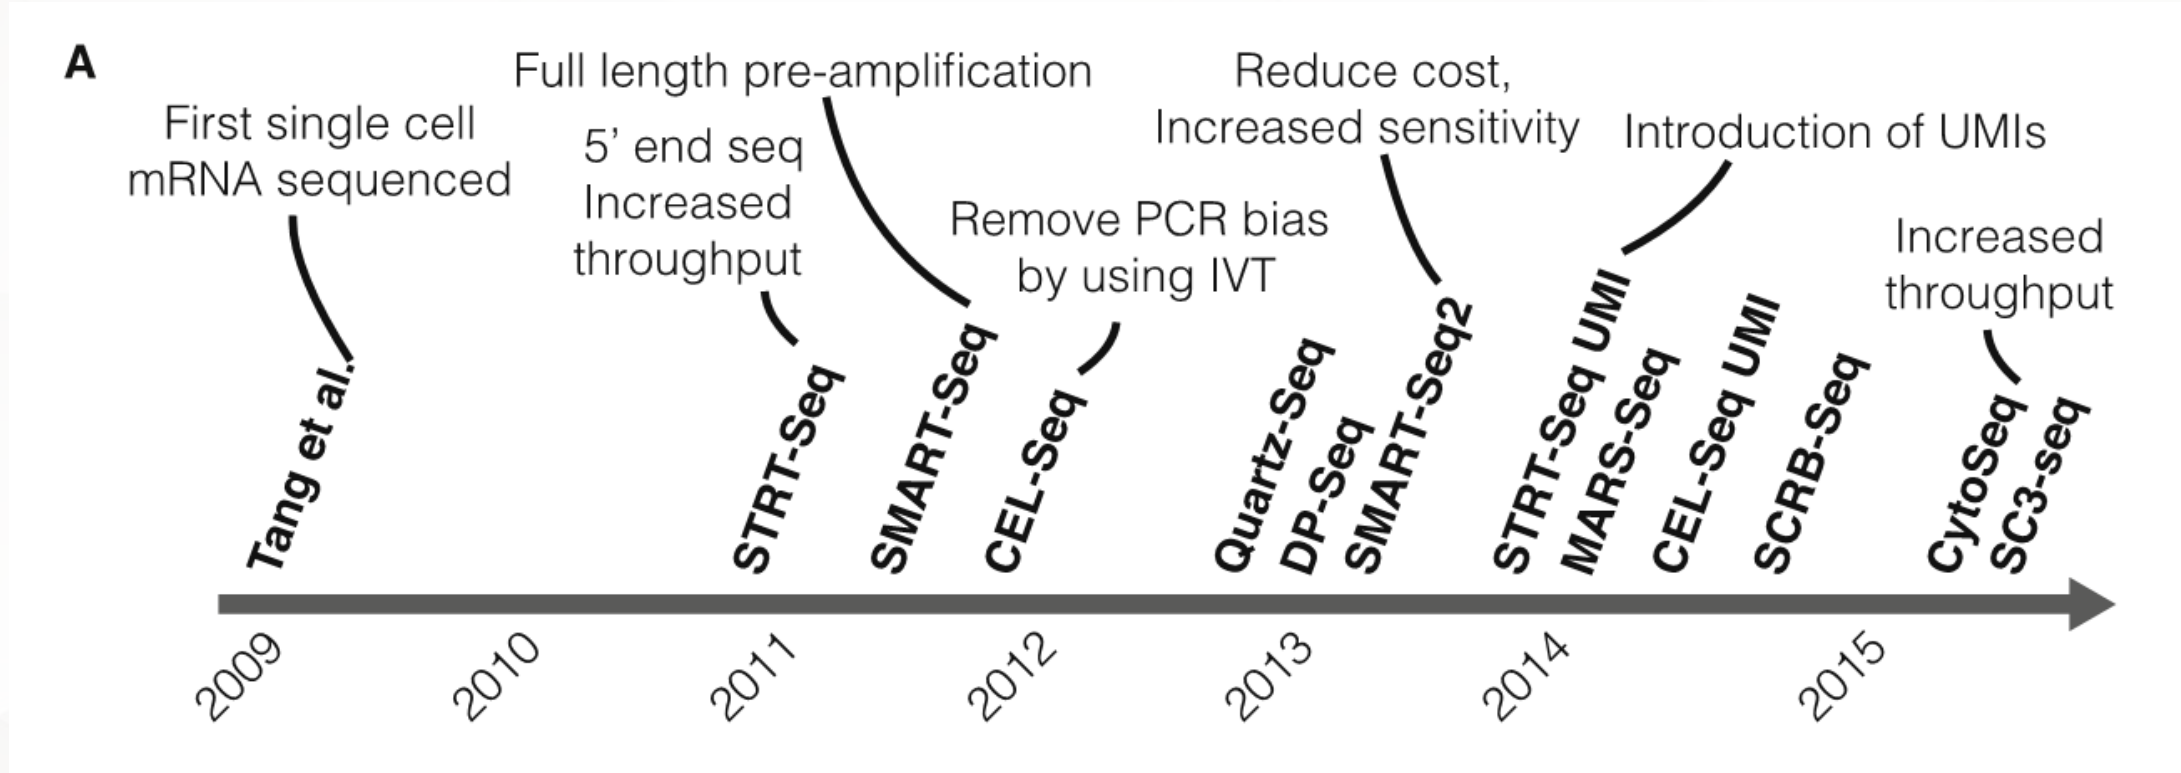 A
First single cell
mRNA sequenced
Full length pre-amplification
5’ end seq
Increased
throughput
Remove PCR bias
by using IVT
Reduce cost,
Increased sensitivity
Introduction of UMIs
Increased
throughput
Tang et al.
STRT-Seq
SMART-Seq
CEL-Seq
Quartz-Seq
DP-Seq
SMART-Seq2
STRT-Seq UMI
MARS-Seq
CEL-Seq UMI
SCRB-Seq
CytoSeq
SC3-seq
2009
2010
2011
2012
2013
2014
2015